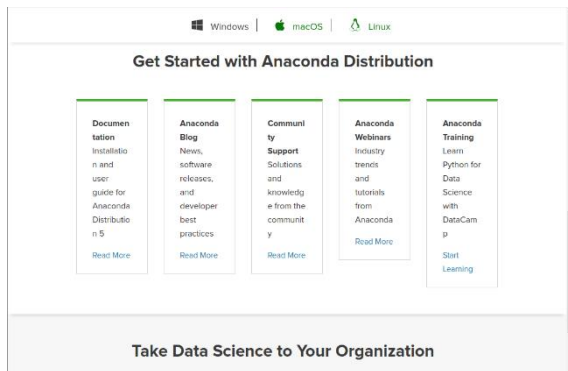 Windows macOS Linux
Get Started with Anaconda Distribution
Documen
tation
Installatio
n and
user
guide for
Anaconda
Distributio
n 5
Read More
Anaconda
Blog
News,
software
releases,
and
developer
best
practices
Read More
Communi
ty
Support
Solutions
and
knowledg
e from the
communit
y
Read More
Anaconda
Webinars
Industry
trends
and
tutorials
from
Anaconda
Read More
Anaconda
Training
Learn
Python for
Data
Science
with
DataCam
p
Start
Learning
Take Data Science to Your Organization